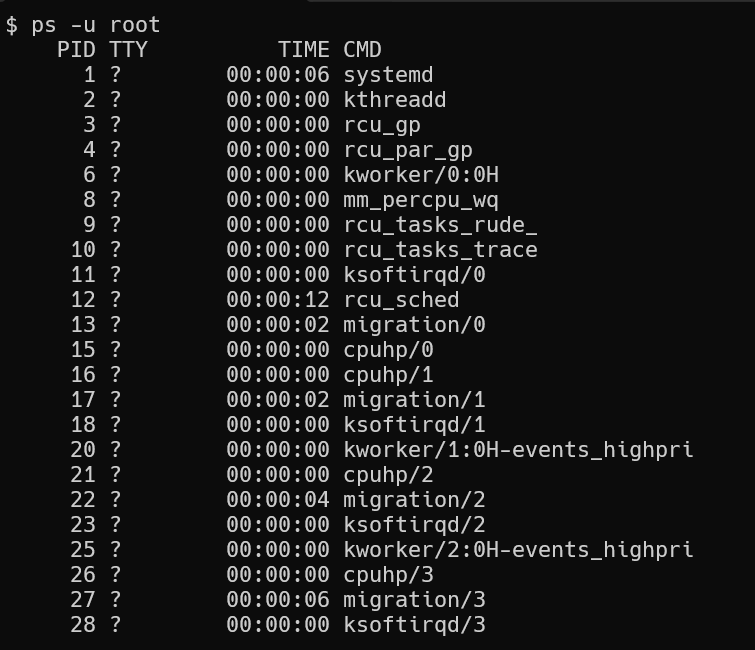 $ ps -u root
    PID TTY          TIME CMD
      1 ?        00:00:06 systemd
      2 ?        00:00:00 kthreadd
      3 ?        00:00:00 rcu_gp
      4 ?        00:00:00 rcu_par_gp
      6 ?        00:00:00 kworker/0:0H
      8 ?        00:00:00 mm_percpu_wq
      9 ?        00:00:00 rcu_tasks_rude_
     10 ?        00:00:00 rcu_tasks_trace
     11 ?        00:00:00 ksoftirqd/0
     12 ?        00:00:12 rcu_sched
     13 ?        00:00:02 migration/0
     15 ?        00:00:00 cpuhp/0
     16 ?        00:00:00 cpuhp/1
     17 ?        00:00:02 migration/1
     18 ?        00:00:00 ksoftirqd/1
     20 ?        00:00:00 kworker/1:0H-events_highpri
     21 ?        00:00:00 cpuhp/2
     22 ?        00:00:04 migration/2
     23 ?        00:00:00 ksoftirqd/2
     25 ?        00:00:00 kworker/2:0H-events_highpri
     26 ?        00:00:00 cpuhp/3
     27 ?        00:00:06 migration/3
     28 ?        00:00:00 ksoftirqd/3